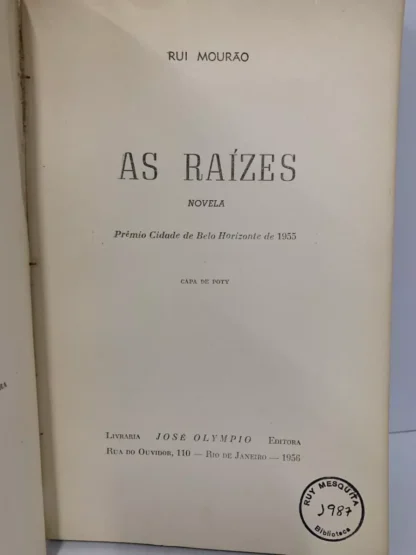 RUI MOURÃO
AS RAÍZES
NOVELA
Prêmio Cidade de Belo Horizonte de 1955
CAPA DE POTY
LIVRARIA JOSÉ OLYMPIO EDITORA
RUA DO OUVIDOR, 110 — RIO DE JANEIRO — 1956
RUY MESQUITA
1987
Biblioteca